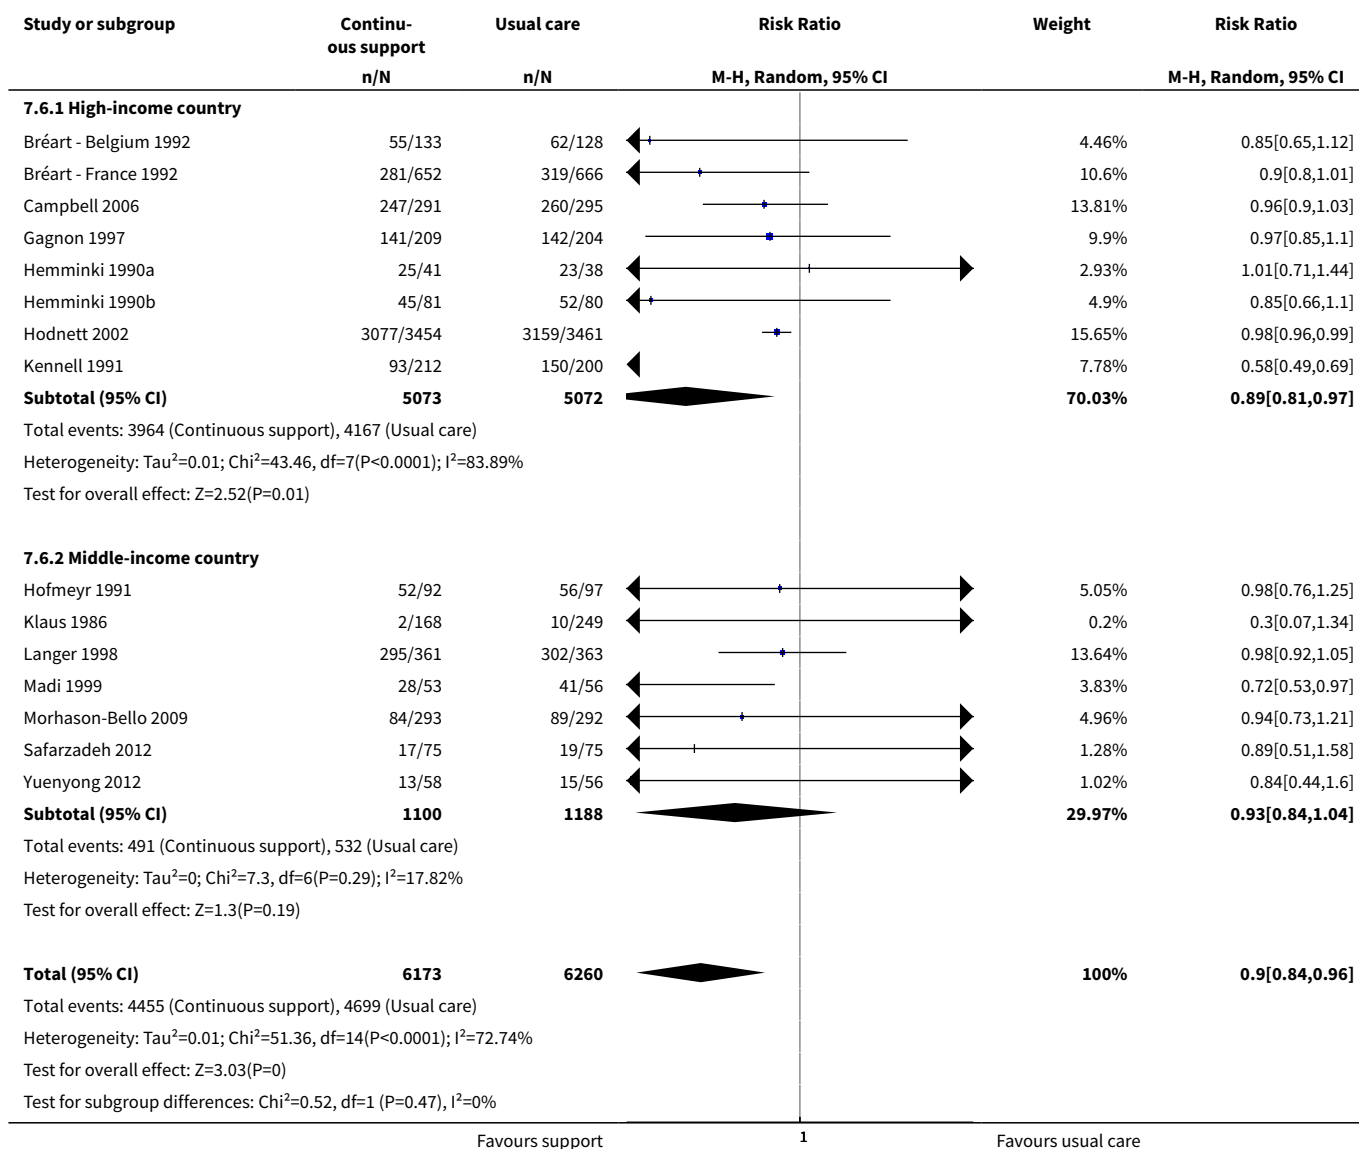 Study or subgroup Continu- Usual care Risk Ratio Weight Risk Ratio
ous support
n/N n/N M-H, Random, 95% CI M-H, Random, 95% CI
7.6.1 High-income country
Bréart - Belgium 1992 55/133 62/128 4.46% 0.85[0.65,1.12]
Bréart - France 1992 281/652 319/666 10.6% 0.9[0.8,1.01]
Campbell 2006 247/291 260/295 13.81% 0.96[0.9,1.03]
Gagnon 1997 141/209 142/204 9.9% 0.97[0.85,1.1]
Hemminki 1990a 25/41 23/38 2.93% 1.01[0.71,1.44]
Hemminki 1990b 45/81 52/80 4.9% 0.85[0.66,1.1]
Hodnett 2002 3077/3454 3159/3461 15.65% 0.98[0.96,0.99]
Kennell 1991 93/212 150/200 7.78% 0.58[0.49,0.69]
Subtotal (95% CI) 5073 5072 70.03% 0.89[0.81,0.97]
Total events: 3964 (Continuous support), 4167 (Usual care)
Heterogeneity: Tau²=0.01; Chi²=43.46, df=7(P<0.0001); I²=83.89%
Test for overall effect: Z=2.52(P=0.01)
7.6.2 Middle-income country
Hofmeyr 1991 52/92 56/97 5.05% 0.98[0.76,1.25]
Klaus 1986 2/168 10/249 0.2% 0.3[0.07,1.34]
Langer 1998 295/361 302/363 13.64% 0.98[0.92,1.05]
Madi 1999 28/53 41/56 3.83% 0.72[0.53,0.97]
Morhason-Bello 2009 84/293 89/292 4.96% 0.94[0.73,1.21]
Safarzadeh 2012 17/75 19/75 1.28% 0.89[0.51,1.58]
Yuenyong 2012 13/58 15/56 1.02% 0.84[0.44,1.6]
Subtotal (95% CI) 1100 1188 29.97% 0.93[0.84,1.04]
Total events: 491 (Continuous support), 532 (Usual care)
Heterogeneity: Tau²=0; Chi²=7.3, df=6(P=0.29); I²=17.82%
Test for overall effect: Z=1.3(P=0.19)
Total (95% CI) 6173 6260 100% 0.9[0.84,0.96]
Total events: 4455 (Continuous support), 4699 (Usual care)
Heterogeneity: Tau²=0.01; Chi²=51.36, df=14(P<0.0001); I²=72.74%
Test for overall effect: Z=3.03(P=0)
Test for subgroup differences: Chi²=0.52, df=1 (P=0.47), I²=0%
Favours support 1 Favours usual care